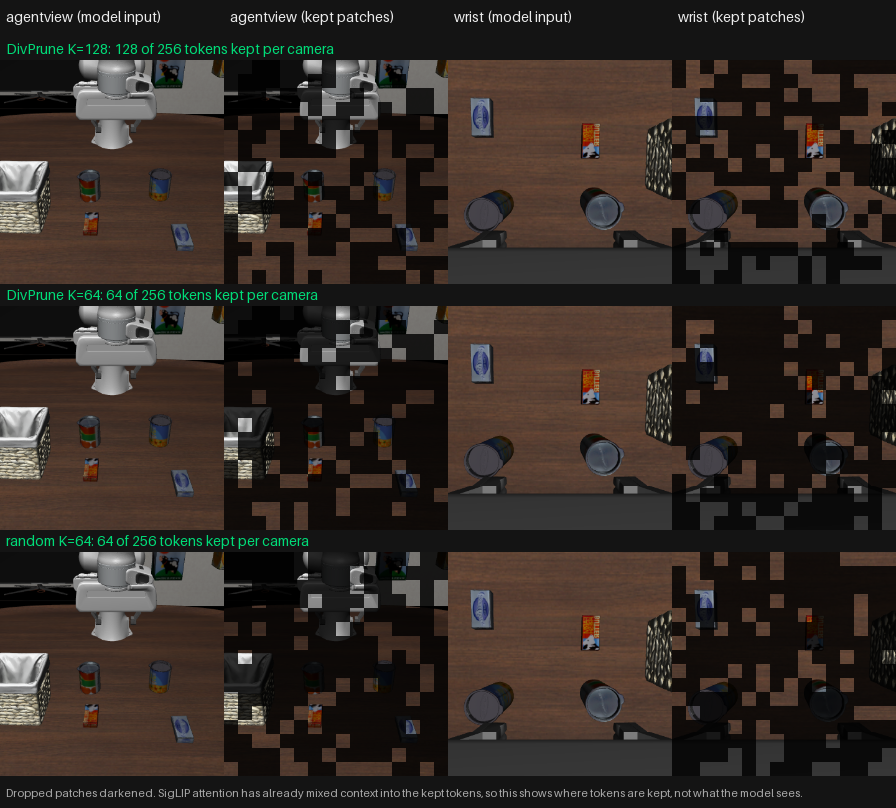 agentview (model input)
agentview (kept patches)
wrist (model input)
wrist (kept patches)
DivPrune K=128: 128 of 256 tokens kept per camera
DivPrune K=64: 64 of 256 tokens kept per camera
random K=64: 64 of 256 tokens kept per camera
Dropped patches darkened. SigLIP attention has already mixed context into the kept tokens, so this shows where tokens are kept, not what the model sees.